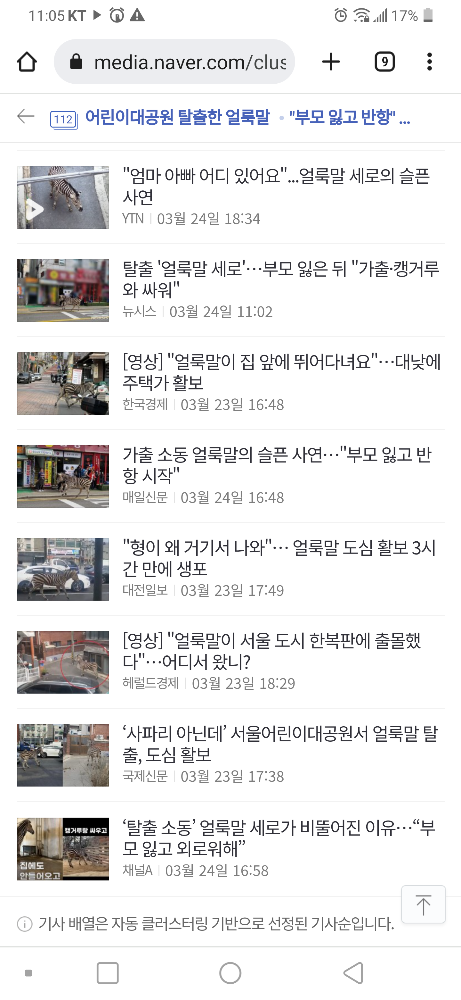 11:05 KT
17%
media.naver.com/clus
9
112 어린이대공원 탈출한 얼룩말 • "부모 잃고 반항" ...
"엄마 아빠 어디 있어요"...얼룩말 세로의 슬픈
사연
YTN | 03월 24일 18:34
탈출 '얼룩말 세로'…부모 잃은 뒤 "가출·캥거루
와 싸워"
뉴시스 | 03월 24일 11:02
NEWSIS
[영상] "얼룩말이 집 앞에 뛰어다녀요"…대낮에
주택가 활보
한국경제 | 03월 23일 16:48
가출 소동 얼룩말의 슬픈 사연…"부모 잃고 반
항 시작"
매일신문 | 03월 24일 16:48
"형이 왜 거기서 나와"… 얼룩말 도심 활보 3시
간 만에 생포
대전일보 | 03월 23일 17:49
[영상] "얼룩말이 서울 도시 한복판에 출몰했
다"…어디서 왔니?
헤럴드경제 | 03월 23일 18:29
‘사파리 아닌데’ 서울어린이대공원서 얼룩말 탈
출, 도심 활보
국제신문 | 03월 23일 17:38
캥거루랑 싸우고
집에도
안들어오고
‘탈출 소동’ 얼룩말 세로가 비뚤어진 이유…“부
모 잃고 외로워해”
채널A | 03월 24일 16:58
기사 배열은 자동 클러스터링 기반으로 선정된 기사순입니다.